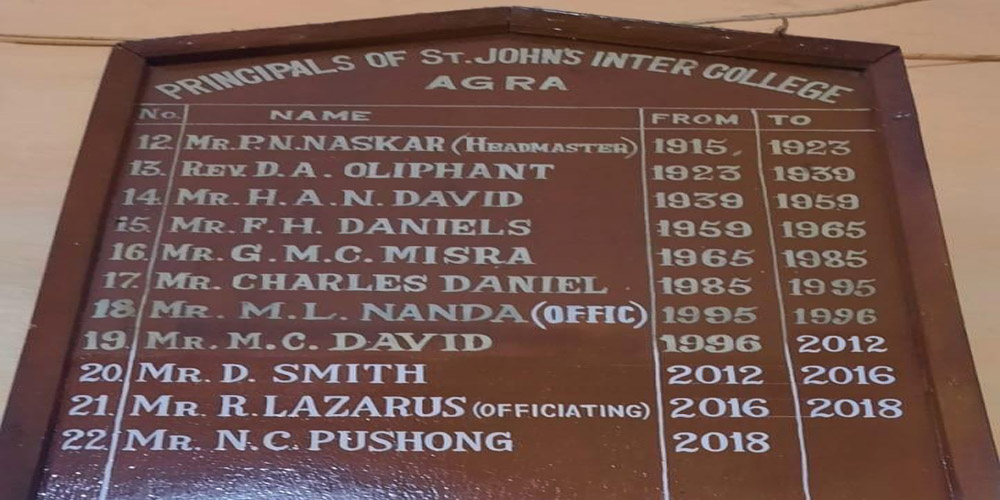 PRINCIPALS OF ST. JOHN'S INTER COLLEGE
AGRA
No. NAME FROM TO
12 MR. P.N. NASKAR (HEADMASTER) 1915 1923
13. REV. D.A. OLIPHANT 1923 1939
14. MR. H.A.N. DAVID 1939 1959
15. MR. F.H. DANIELS 1959 1965
16. MR. G.M.C. MISRA 1965 1985
17. MR. CHARLES DANIEL 1985 1995
18. MR. M.L. NANDA (OFFIC) 1995 1996
19. MR. M.C. DAVID 1996 2012
20. MR. D. SMITH 2012 2016
21. MR. R. LAZARUS (OFFICIATING) 2016 2018
22. MR. N.C. PUSHONG 2018